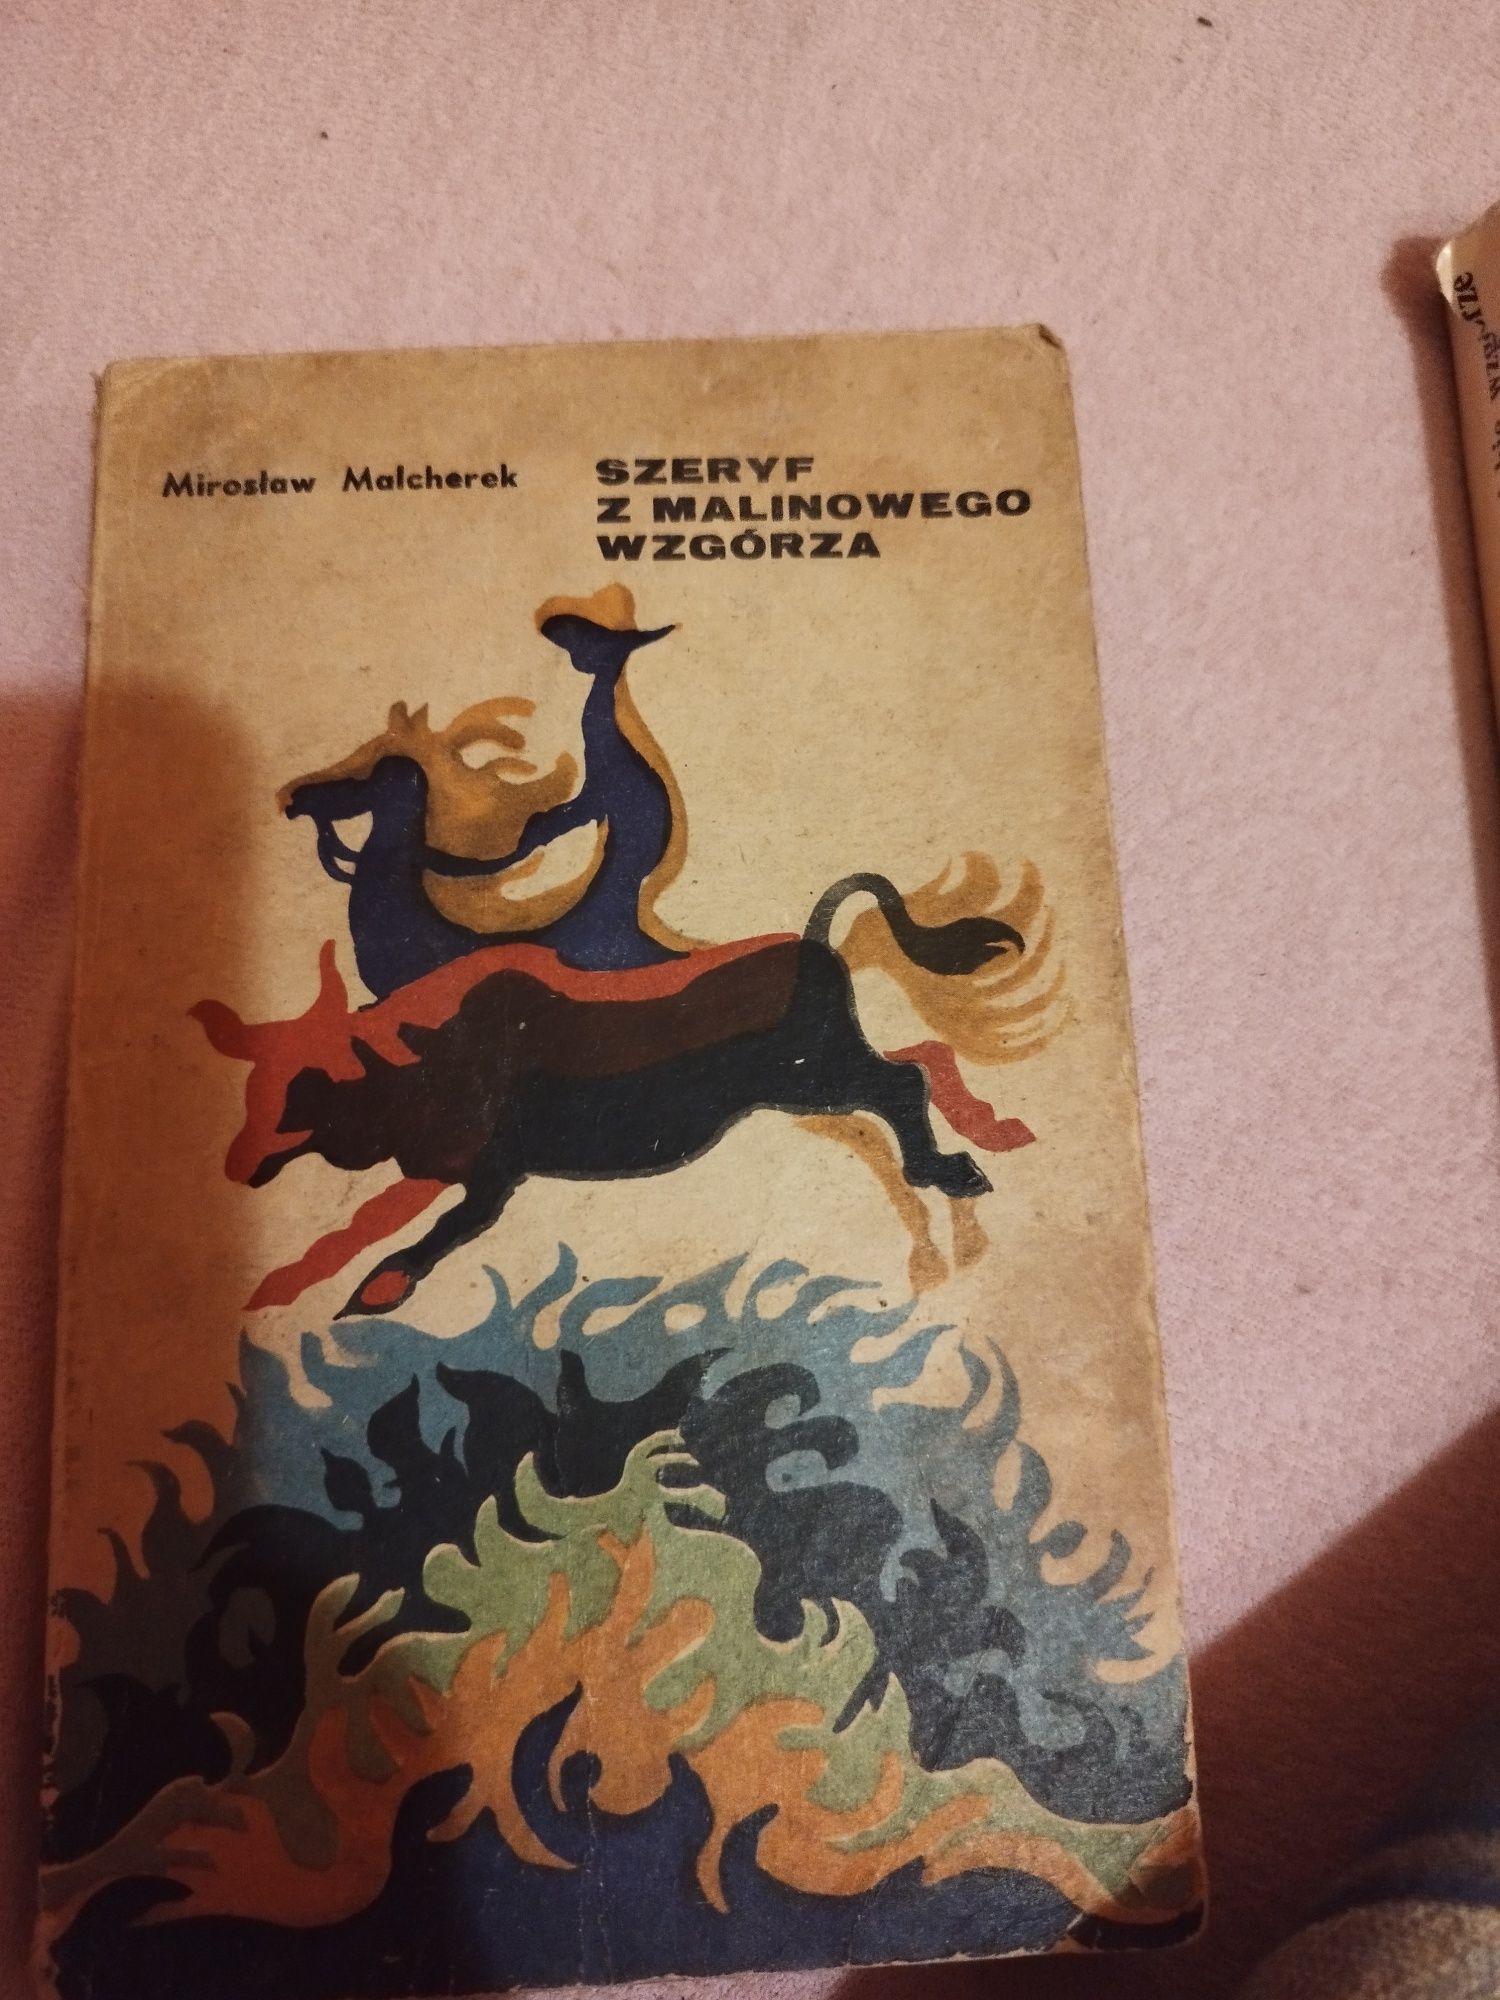 Mirosław Malcherek
SZERYF
Z MALINOWEGO
WZGÓRZA